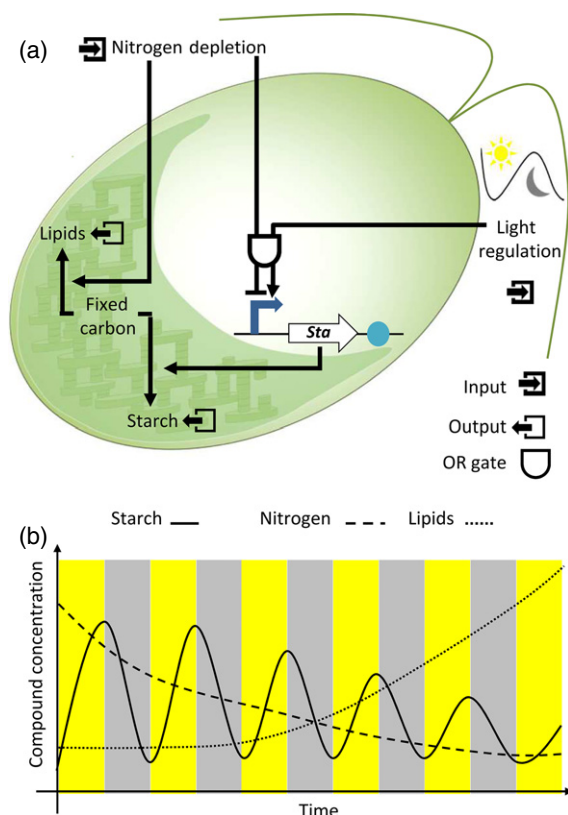 (a)
Nitrogen depletion
Lipids
Light
regulation
Fixed
carbon
Sta
Starch
Input
Output
OR gate
Starch Nitrogen Lipids
(b)
Compound concentration
Time